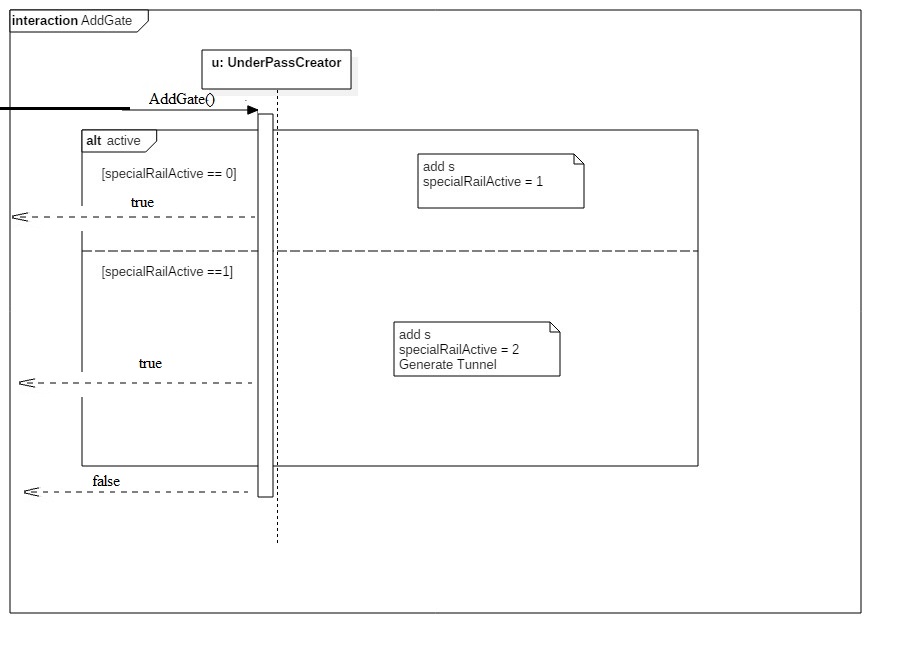 interaction AddGate
u: UnderPassCreator
AddGate()
alt active
[specialRailActive == 0]
add s
specialRailActive = 1
true
[specialRailActive ==1]
add s
specialRailActive = 2
Generate Tunnel
true
false